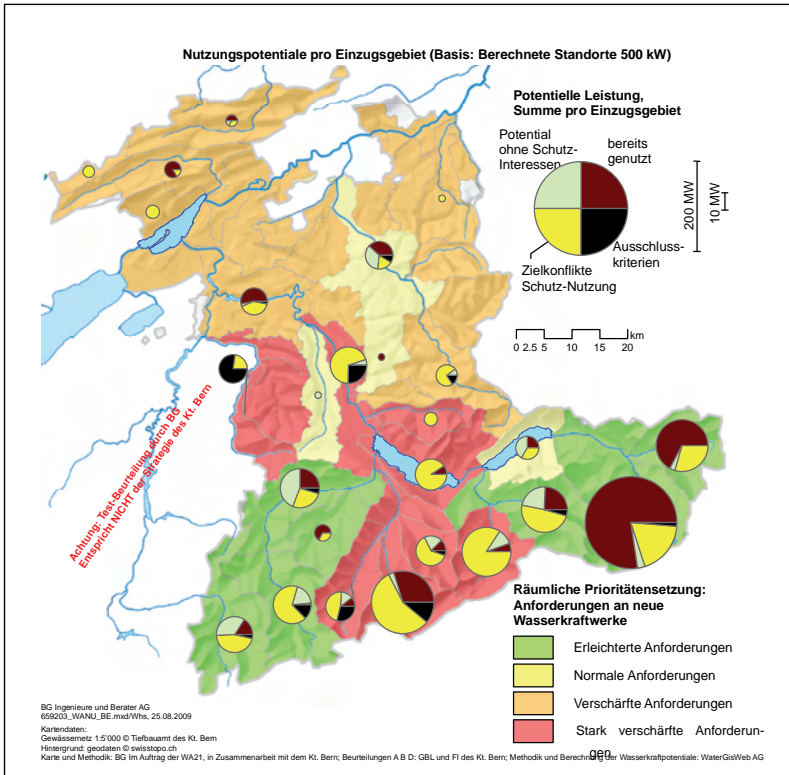 Nutzungspotentiale pro Einzugsgebiet (Basis: Berechnete Standorte 500 kW)
Potentielle Leistung,
Summe pro Einzugsgebiet
Potential
ohne Schutz-
Interessen
bereits
genutzt
200 MW
10 MW
Ausschluss-
kriterien
Zielkonflikte
Schutz-Nutzung
km
0 2.5 5 10 15 20
Achtung: Test-Beurteilung durch BG
Entspricht NICHT der Strategie des Kt. Bern
Räumliche Prioritätensetzung:
Anforderungen an neue
Wasserkraftwerke
Erleichterte Anforderungen
Normale Anforderungen
Verschärfte Anforderungen
Stark verschärfte Anforderun-
gen
BG Ingenieure und Berater AG
659203_WANU_BE.mxd/Whs, 25.08.2009
Kartendaten:
Gewässernetz 1:5'000 © Tiefbauamt des Kt. Bern
Hintergrund: geodaten © swisstopo.ch
Karte und Methodik: BG Im Auftrag der WA21, in Zusammenarbeit mit dem Kt. Bern; Beurteilungen A B D: GBL und FI des Kt. Bern; Methodik und Berechnung der Wasserkraftpotentiale: WaterGisWeb AG